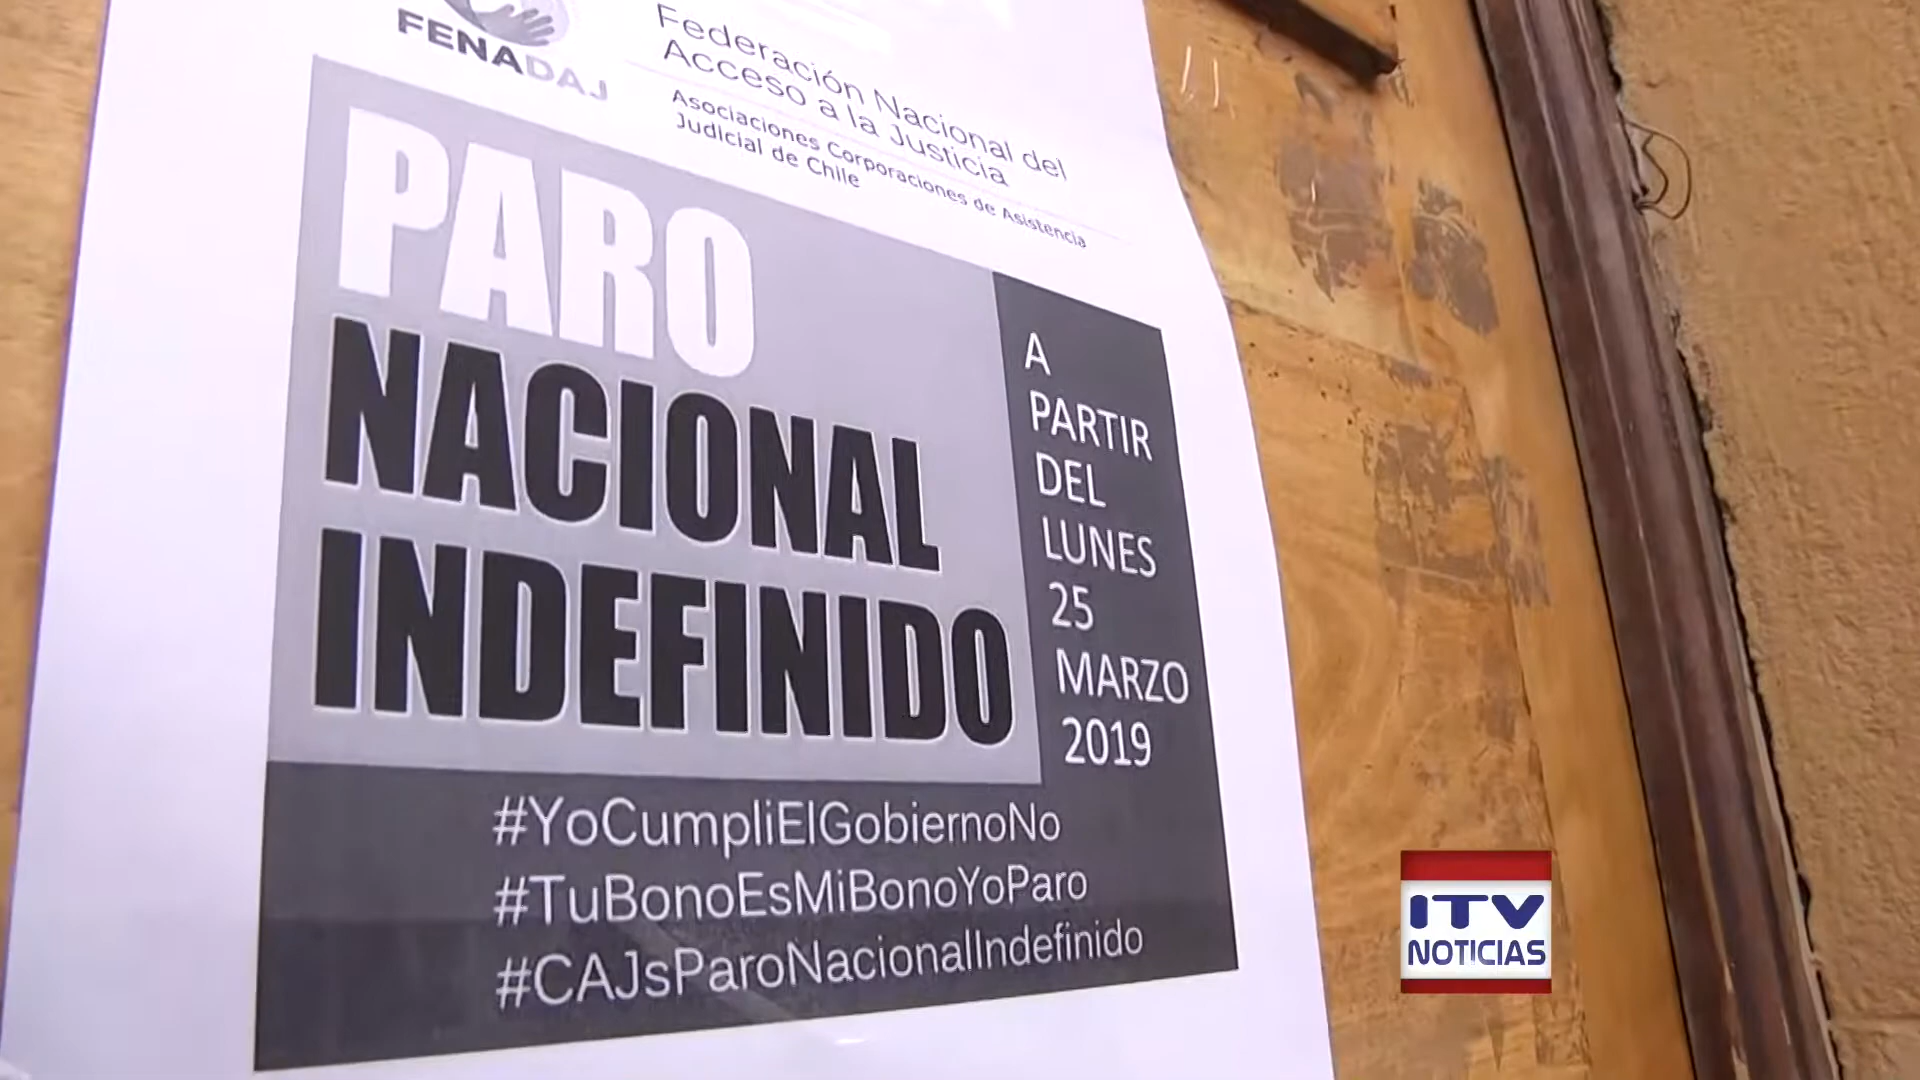 FENADAJ
Federación Nacional del
Acceso a la Justicia
Asociaciones Corporaciones de Asistencia
Judicial de Chile
PARO
NACIONAL
INDEFINIDO
A
PARTIR
DEL
LUNES
25
MARZO
2019
#YoCumpliElGobiernoNo
#TuBonoEsMiBonoYoParo
#CAJsParoNacionalIndefinido
ITV
NOTICIAS